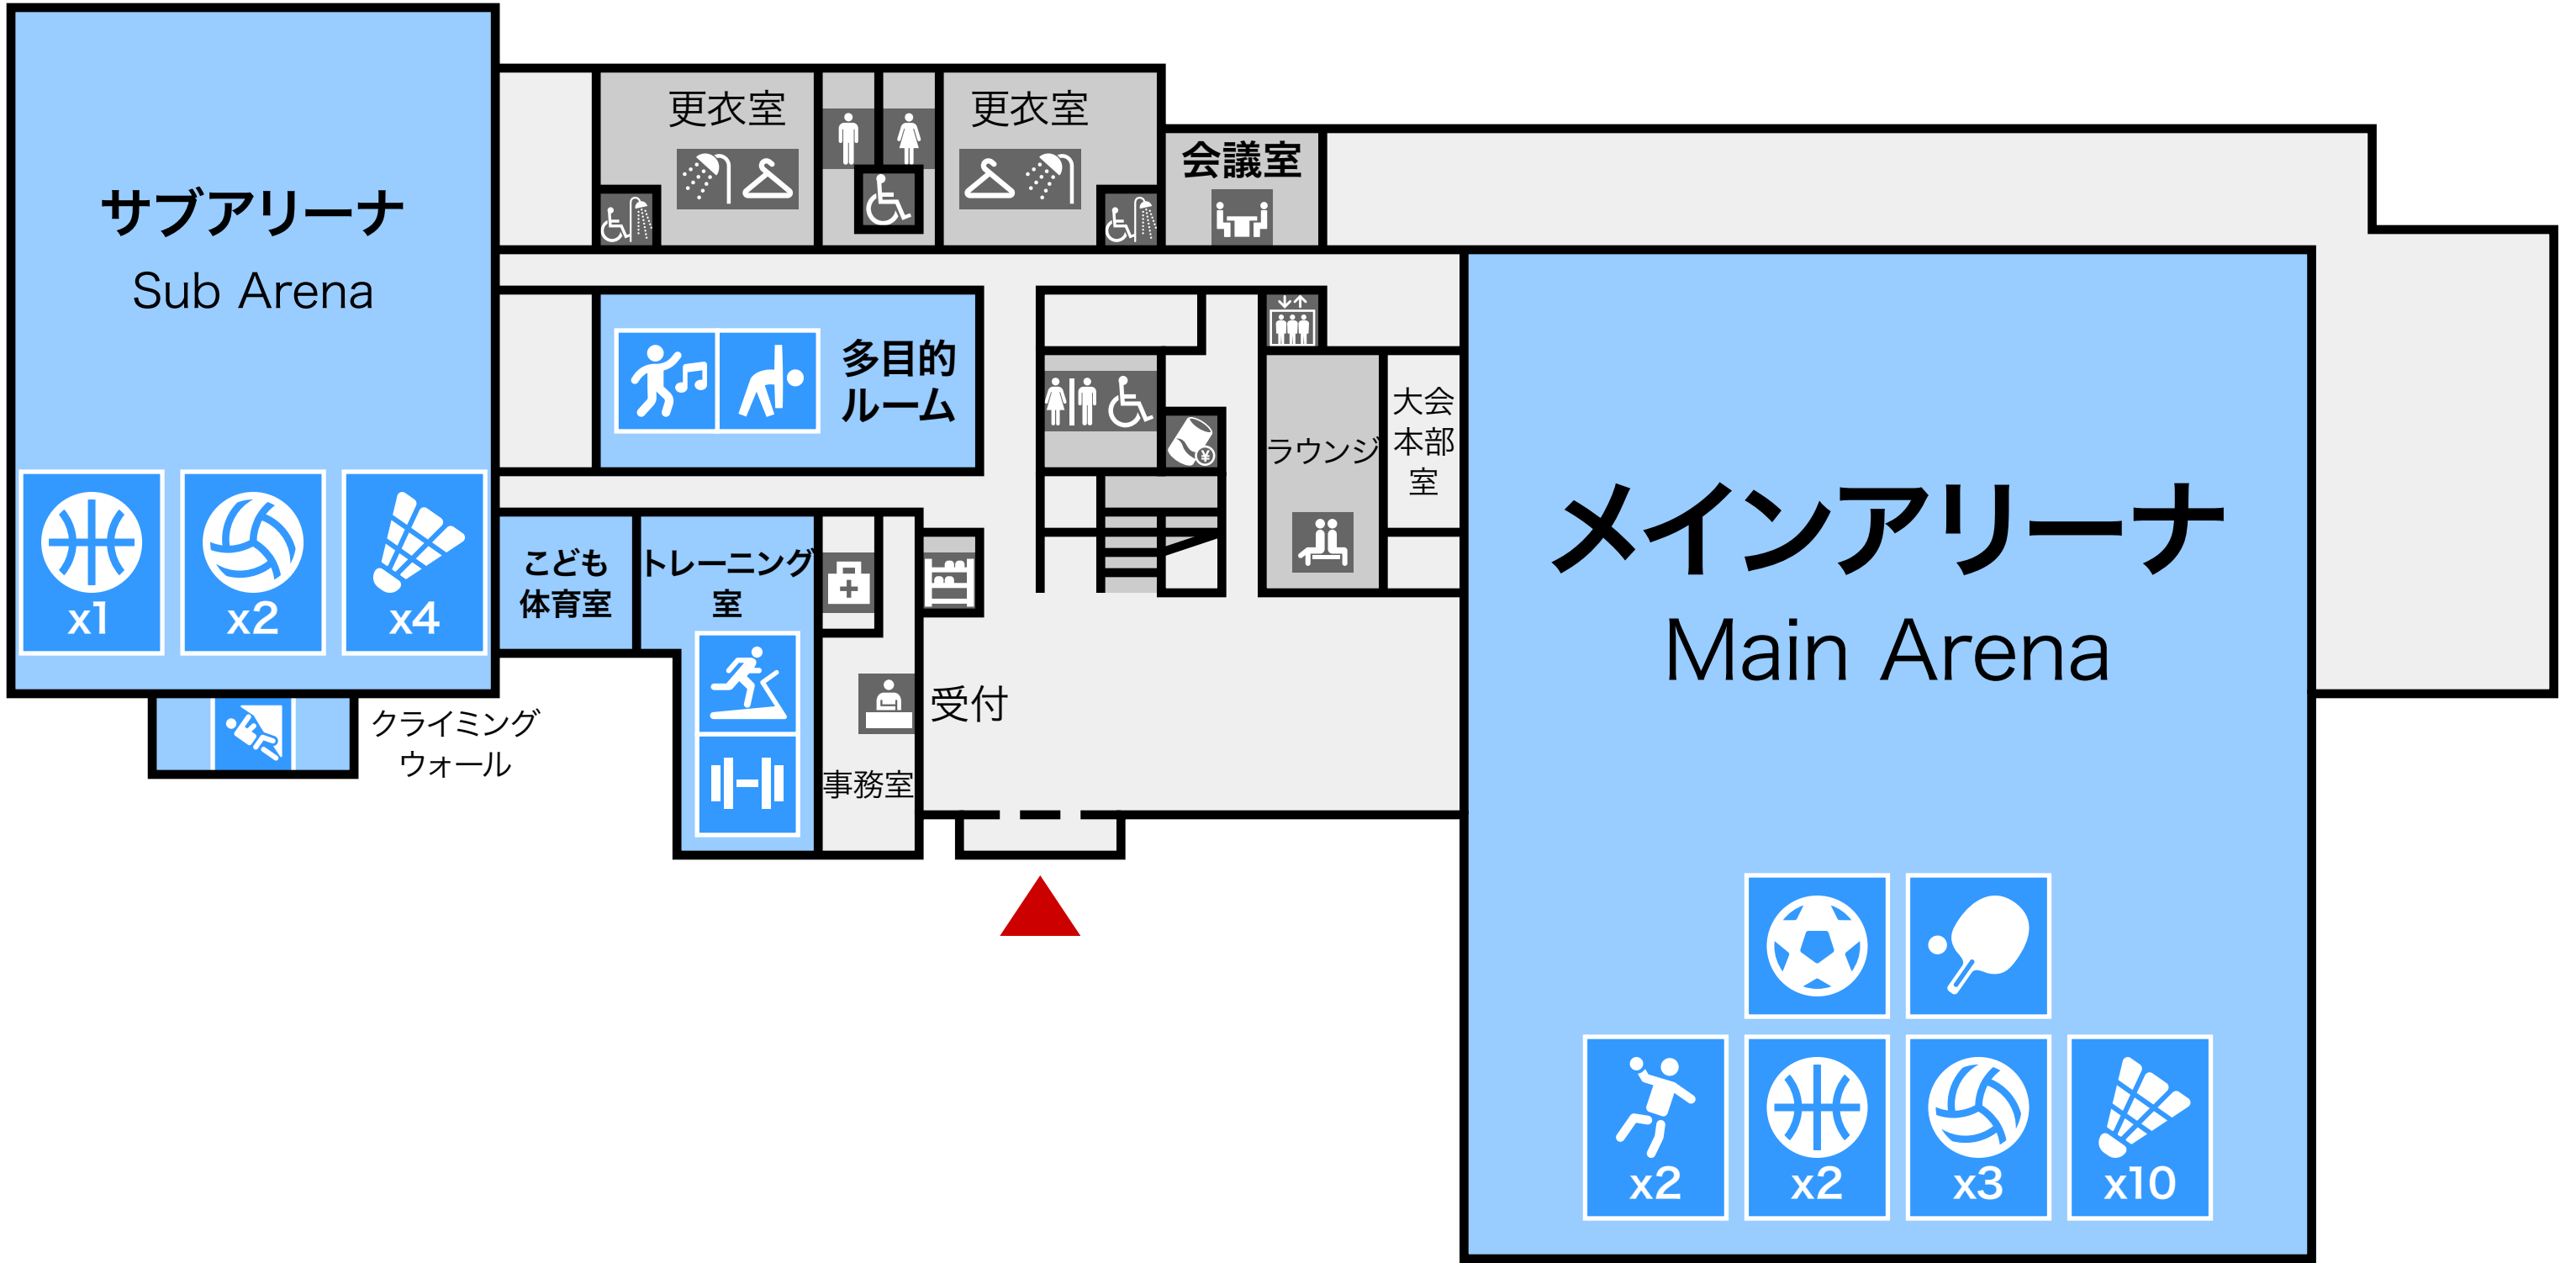 サブアリーナ
Sub Arena
x1
x2
x4
クライミング
ウォール
更衣室
更衣室
会議室
多目的
ルーム
こども
体育室
トレーニング
室
受付
事務室
¥
ラウンジ
大会
本部
室
メインアリーナ
Main Arena
x2
x2
x3
x10